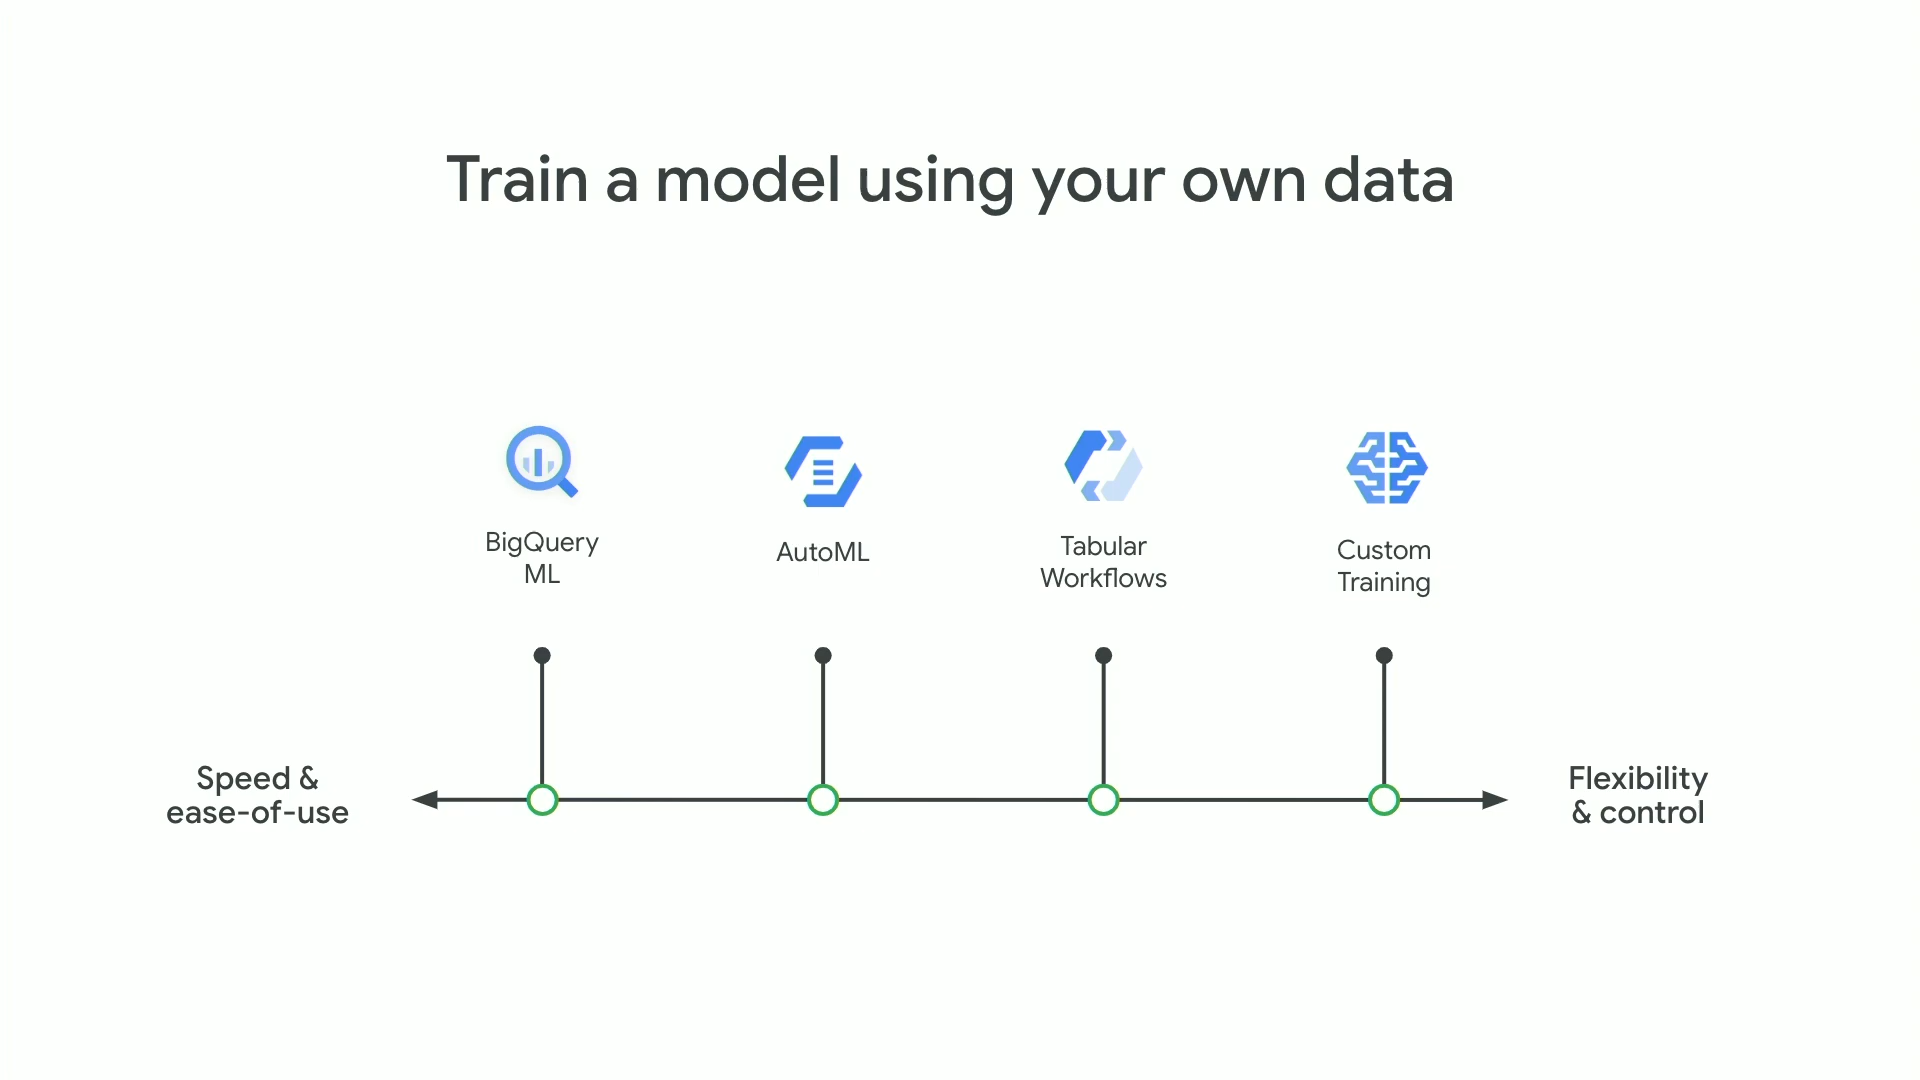 Train a model using your own data
BigQuery
ML
AutoML
Tabular
Workflows
Custom
Training
Speed &
ease-of-use
Flexibility
& control